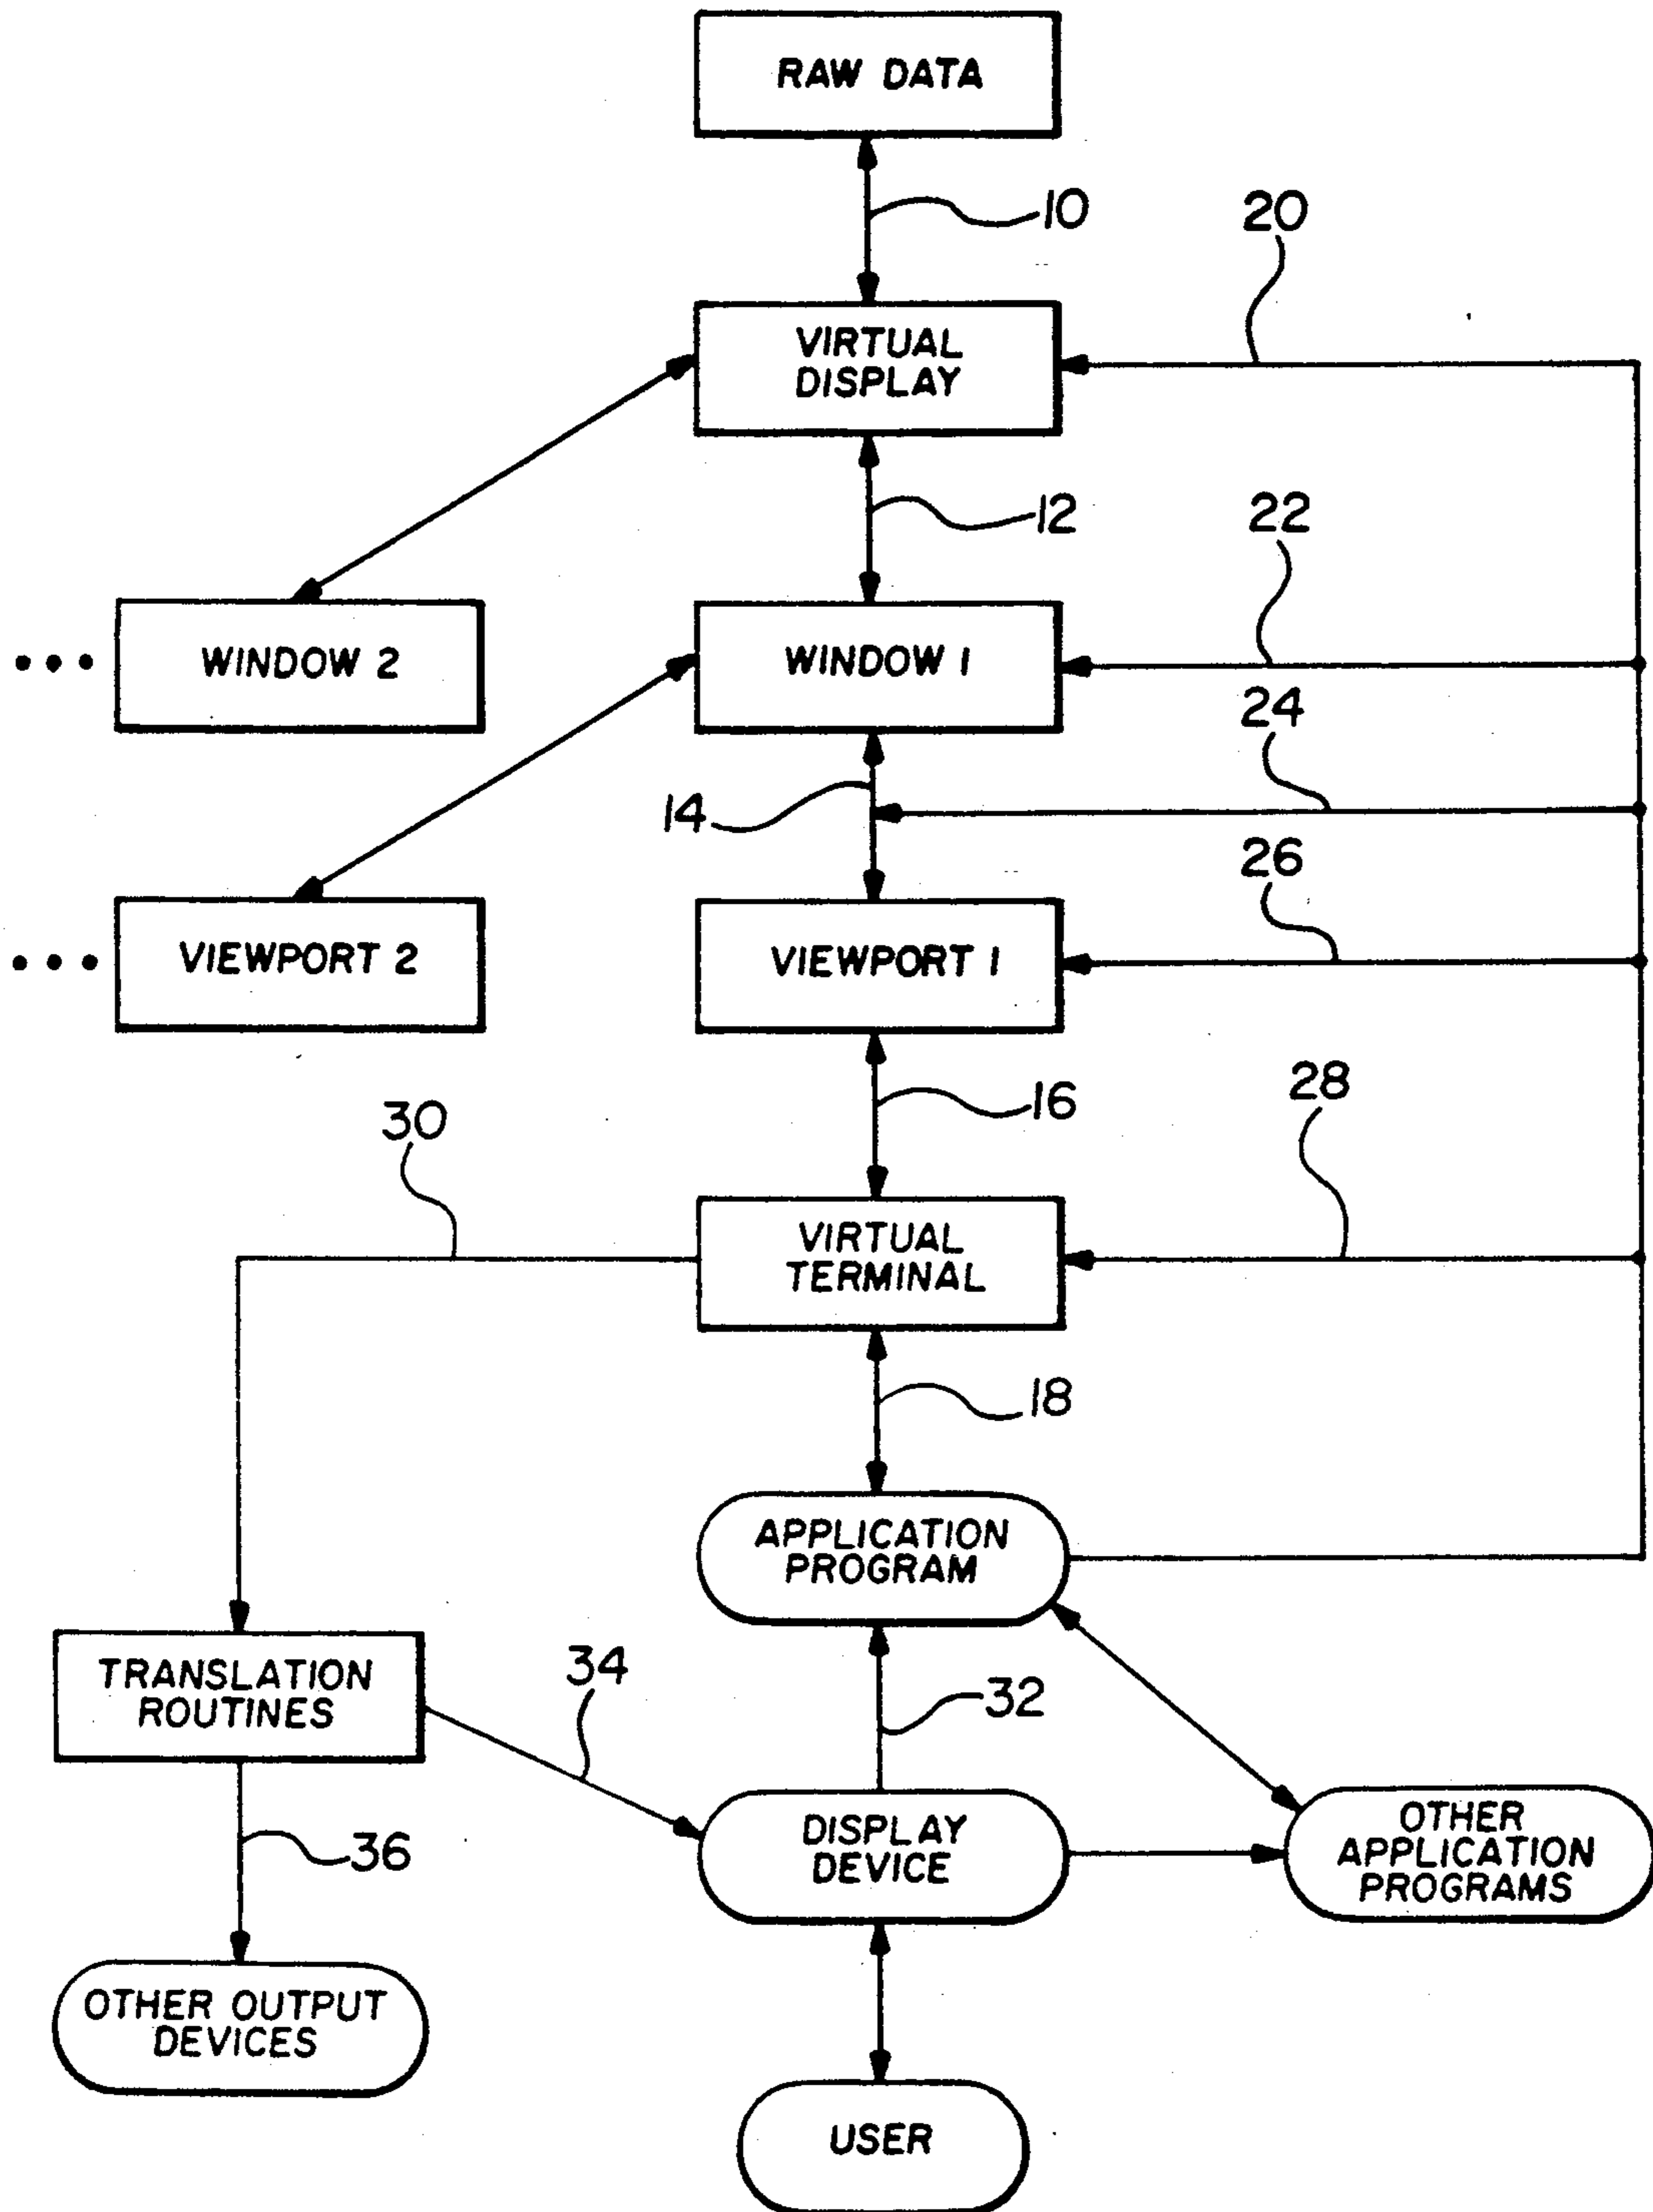 RAW DATA
10
20
VIRTUAL
DISPLAY
12
22
WINDOW 2
WINDOW 1
24
14
26
VIEWPORT 2
VIEWPORT 1
16
28
30
VIRTUAL
TERMINAL
18
APPLICATION
PROGRAM
TRANSLATION
ROUTINES
34
32
DISPLAY
DEVICE
OTHER
APPLICATION
PROGRAMS
36
OTHER OUTPUT
DEVICES
USER